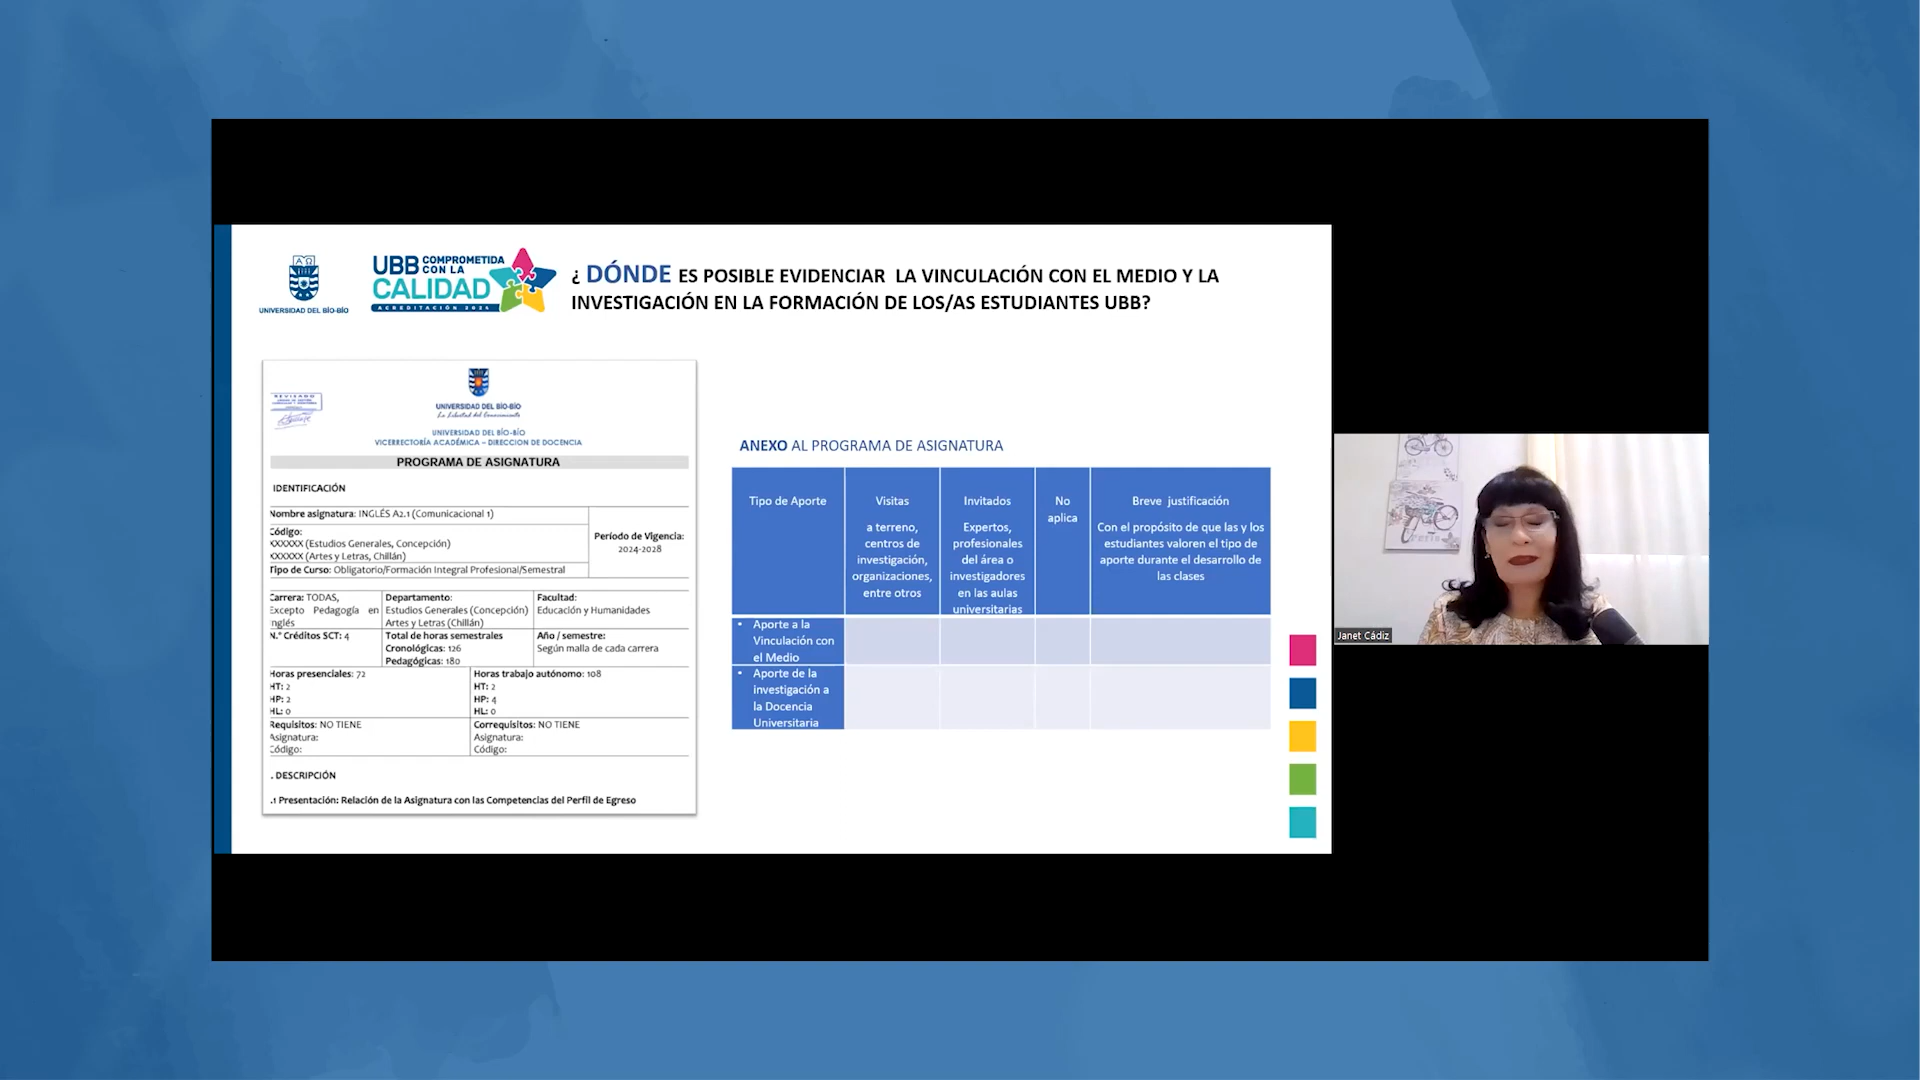 UNIVERSIDAD DEL BÍO-BÍO
UBB COMPROMETIDA
CON LA
CALIDAD
ACREDITACIÓN 2024
¿ DÓNDE ES POSIBLE EVIDENCIAR LA VINCULACIÓN CON EL MEDIO Y LA
INVESTIGACIÓN EN LA FORMACIÓN DE LOS/AS ESTUDIANTES UBB?
REVISADO
UNIVERSIDAD DEL BÍO-BÍO
La Libertad del Conocimiento
UNIVERSIDAD DEL BÍO-BÍO
VICERRECTORÍA ACADÉMICA – DIRECCION DE DOCENCIA
PROGRAMA DE ASIGNATURA
IDENTIFICACIÓN
Nombre asignatura: INGLÉS A2.1 (Comunicacional 1)
Código:
XXXXXX (Estudios Generales, Concepción)
XXXXXX (Artes y Letras, Chillán)
Tipo de Curso: Obligatorio/Formación Integral Profesional/Semestral
Período de Vigencia:
2024-2028
Carrera: TODAS,
Excepto Pedagogía en
Inglés
Departamento:
Estudios Generales (Concepción)
Artes y Letras (Chillán)
Facultad:
Educación y Humanidades
N.° Créditos SCT: 4
Total de horas semestrales
Cronológicas: 126
Pedagógicas: 180
Año / semestre:
Según malla de cada carrera
Horas presenciales: 72
HT: 2
HP: 2
HL: 0
Horas trabajo autónomo: 108
HT: 2
HP: 4
HL: 0
Requisitos: NO TIENE
Asignatura:
Código:
Correquisitos: NO TIENE
Asignatura:
Código:
. DESCRIPCIÓN
.1 Presentación: Relación de la Asignatura con las Competencias del Perfil de Egreso
ANEXO AL PROGRAMA DE ASIGNATURA
Tipo de Aporte
Visitas
a terreno,
centros de
investigación,
organizaciones,
entre otros
Invitados
Expertos,
profesionales
del área o
investigadores
en las aulas
universitarias
No
aplica
Breve justificación
Con el propósito de que las y los
estudiantes valoren el tipo de
aporte durante el desarrollo de
las clases
• Aporte a la
Vinculación con
el Medio
• Aporte de la
investigación a
la Docencia
Universitaria
Janet Cádiz